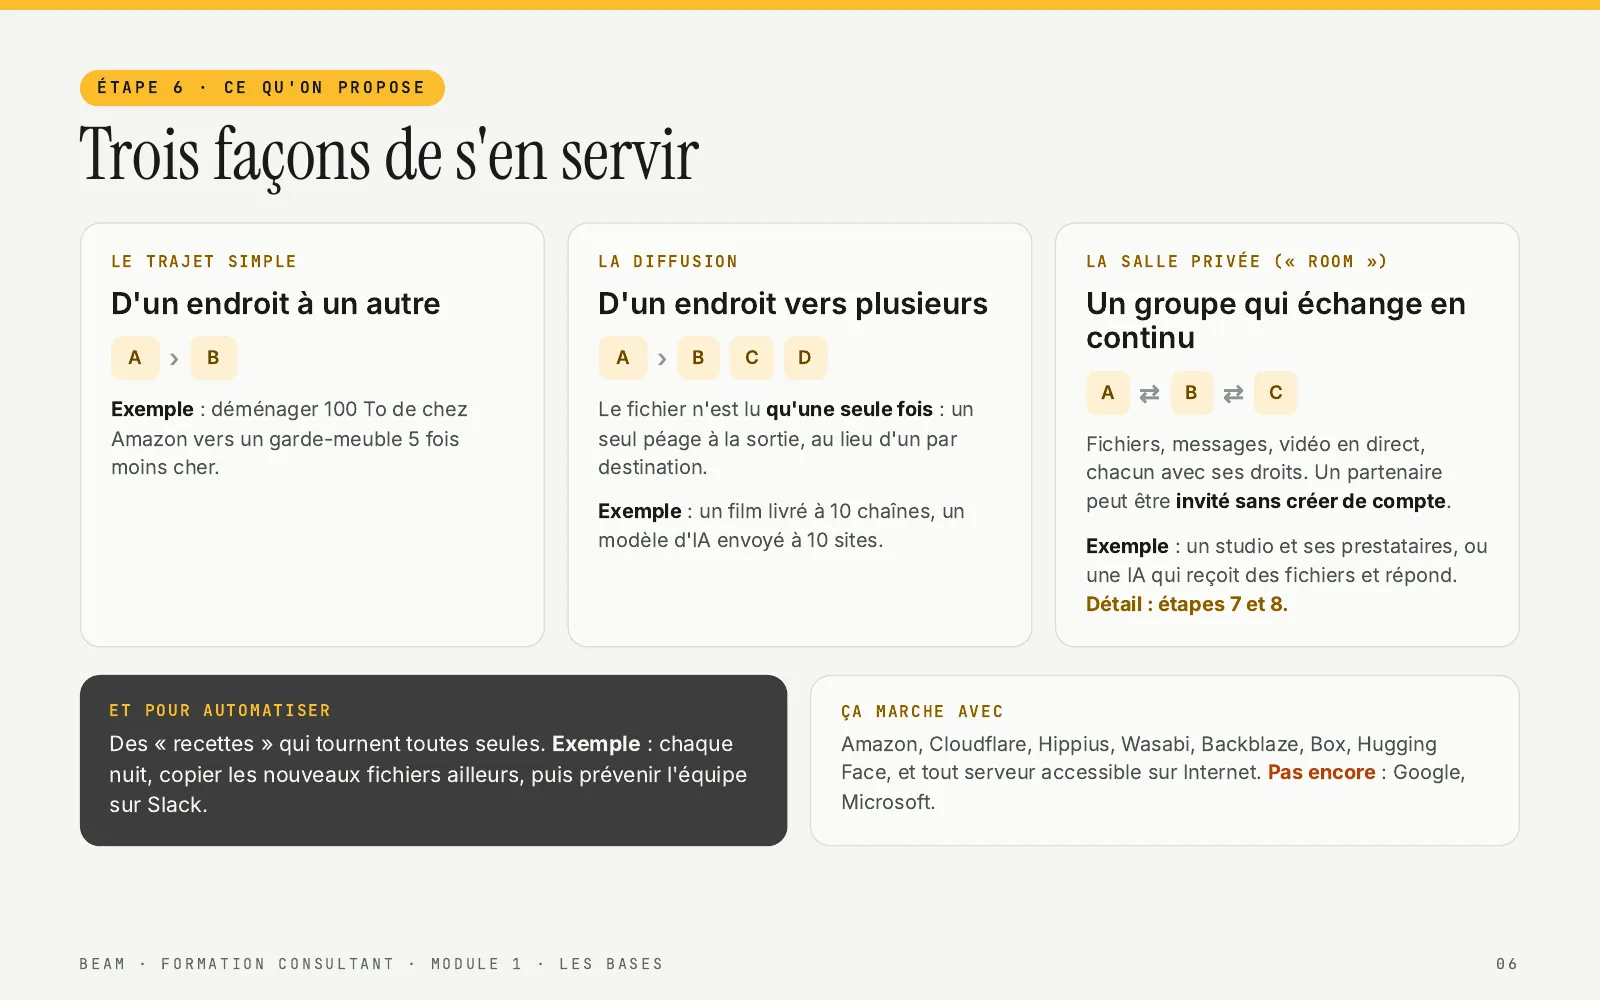 ÉTAPE 6 · CE QU'ON PROPOSE
Trois façons de s'en servir
LE TRAJET SIMPLE
D'un endroit à un autre
A › B
Exemple : déménager 100 To de chez
Amazon vers un garde-meuble 5 fois
moins cher.
LA DIFFUSION
D'un endroit vers plusieurs
A › B C D
Le fichier n'est lu qu'une seule fois : un
seul péage à la sortie, au lieu d'un par
destination.
Exemple : un film livré à 10 chaînes, un
modèle d'IA envoyé à 10 sites.
LA SALLE PRIVÉE (« ROOM »)
Un groupe qui échange en
continu
A ⇄ B ⇄ C
Fichiers, messages, vidéo en direct,
chacun avec ses droits. Un partenaire
peut être invité sans créer de compte.
Exemple : un studio et ses prestataires, ou
une IA qui reçoit des fichiers et répond.
Détail : étapes 7 et 8.
ET POUR AUTOMATISER
Des « recettes » qui tournent toutes seules. Exemple : chaque
nuit, copier les nouveaux fichiers ailleurs, puis prévenir l'équipe
sur Slack.
ÇA MARCHE AVEC
Amazon, Cloudflare, Hippius, Wasabi, Backblaze, Box, Hugging
Face, et tout serveur accessible sur Internet. Pas encore : Google,
Microsoft.
BEAM · FORMATION CONSULTANT · MODULE 1 · LES BASES
06